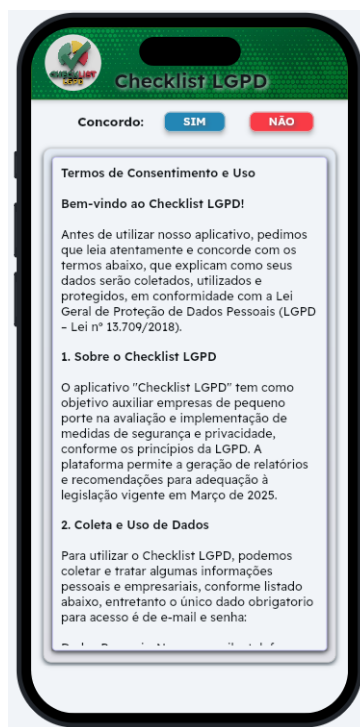 CHECKLIST
LGPD
Checklist LGPD
Concordo: SIM NÃO
Termos de Consentimento e Uso
Bem-vindo ao Checklist LGPD!
Antes de utilizar nosso aplicativo, pedimos
que leia atentamente e concorde com os
termos abaixo, que explicam como seus
dados serão coletados, utilizados e
protegidos, em conformidade com a Lei
Geral de Proteção de Dados Pessoais (LGPD
– Lei nº 13.709/2018).
1. Sobre o Checklist LGPD
O aplicativo "Checklist LGPD" tem como
objetivo auxiliar empresas de pequeno
porte na avaliação e implementação de
medidas de segurança e privacidade,
conforme os princípios da LGPD. A
plataforma permite a geração de relatórios
e recomendações para adequação à
legislação vigente em Março de 2025.
2. Coleta e Uso de Dados
Para utilizar o Checklist LGPD, podemos
coletar e tratar algumas informações
pessoais e empresariais, conforme listado
abaixo, entretanto o único dado obrigatorio
para acesso é de e-mail e senha: